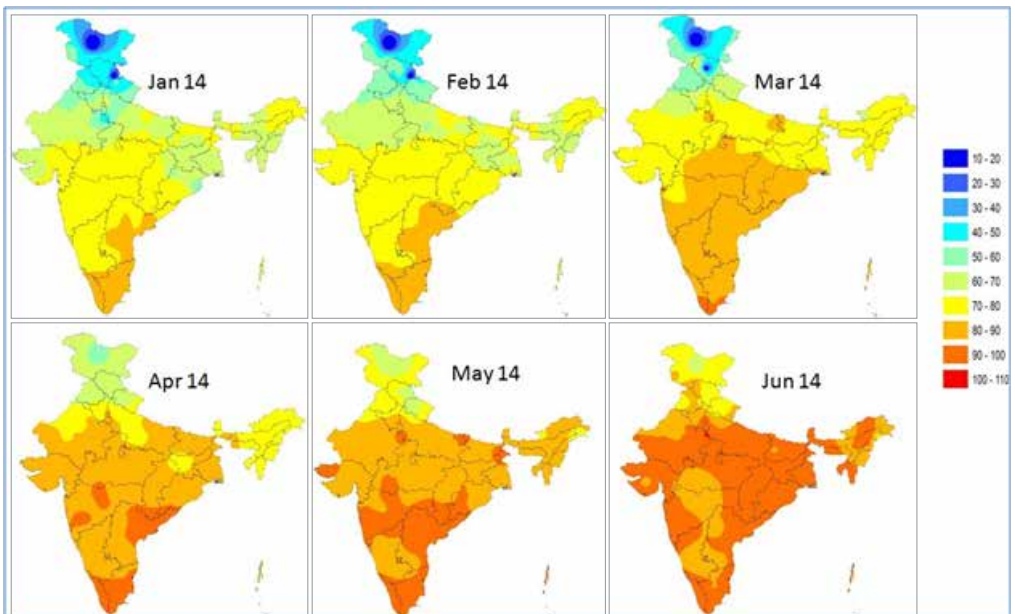 Jan 14
Feb 14
Mar 14
10 - 20
20 - 30
30 - 40
40 - 50
50 - 60
60 - 70
70 - 80
80 - 90
90 - 100
100 - 110
Apr 14
May 14
Jun 14